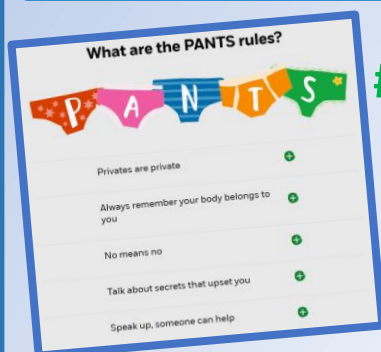 What are the PANTS rules?
P A N T S
Privates are private
Always remember your body belongs to
you
No means no
Talk about secrets that upset you
Speak up, someone can help
#